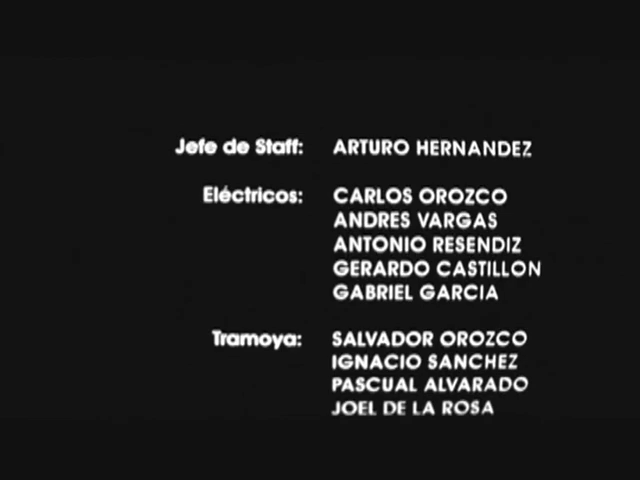 Jefe de Staff: ARTURO HERNANDEZ
Eléctricos: CARLOS OROZCO
ANDRES VARGAS
ANTONIO RESENDIZ
GERARDO CASTILLON
GABRIEL GARCIA
Tramoya: SALVADOR OROZCO
IGNACIO SANCHEZ
PASCUAL ALVARADO
JOEL DE LA ROSA